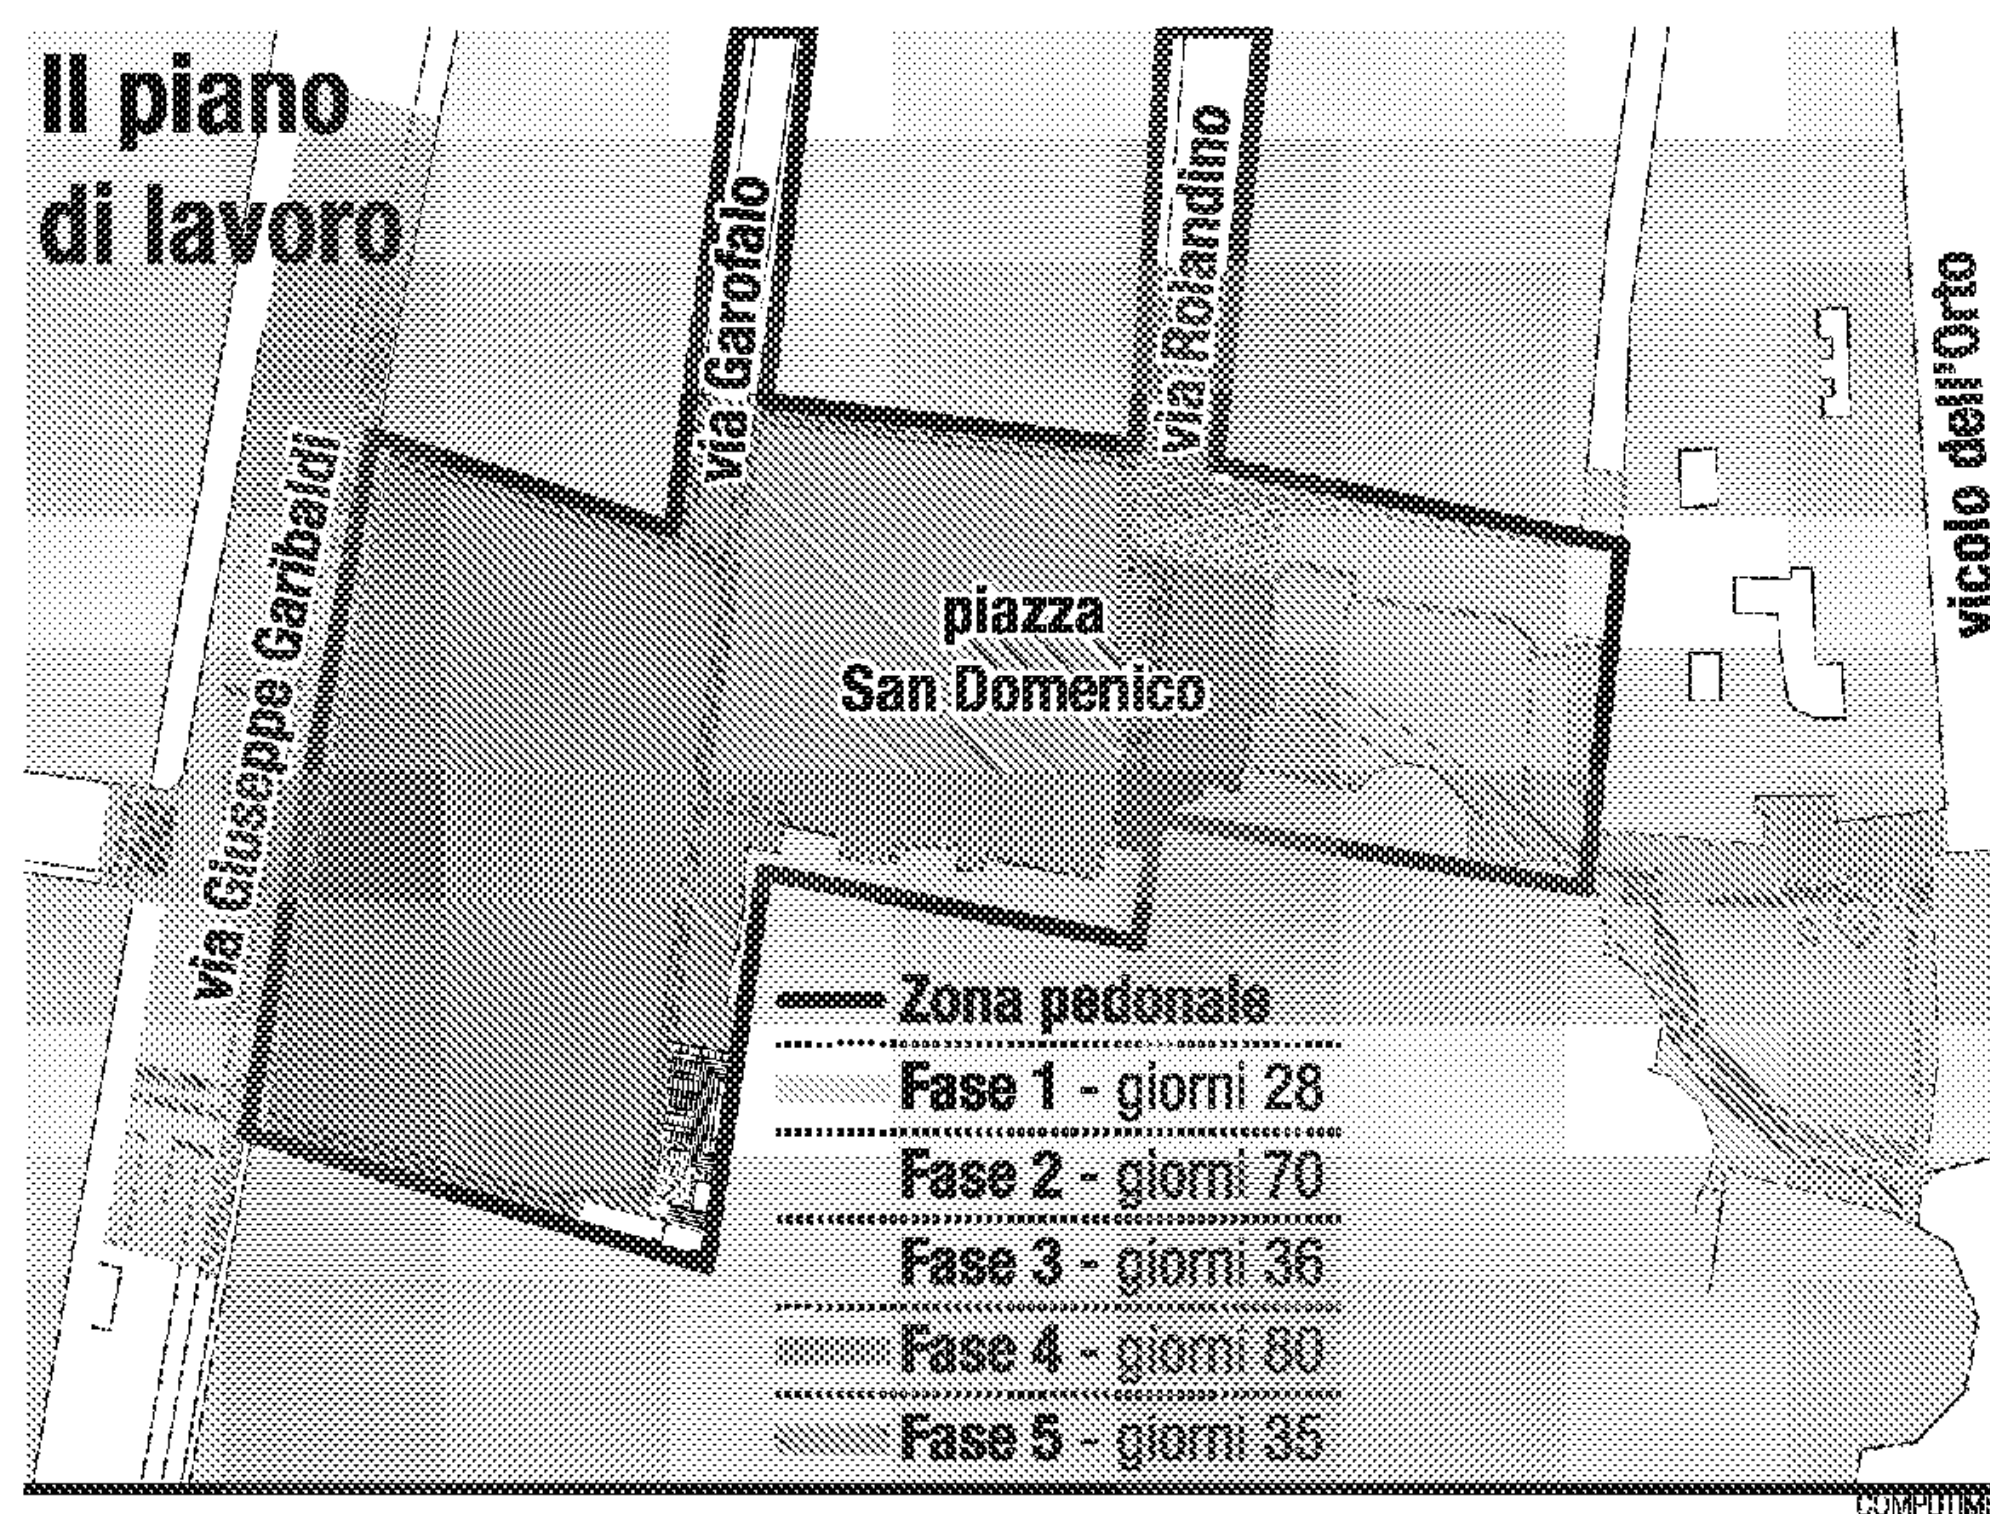 Il piano
di lavoro
via Garofalo
via Rolandino
vicolo dell'Orto
via Giuseppe Garibaldi
piazza
San Domenico
Zona pedonale
Fase 1 - giorni 28
Fase 2 - giorni 70
Fase 3 - giorni 36
Fase 4 - giorni 80
Fase 5 - giorni 35